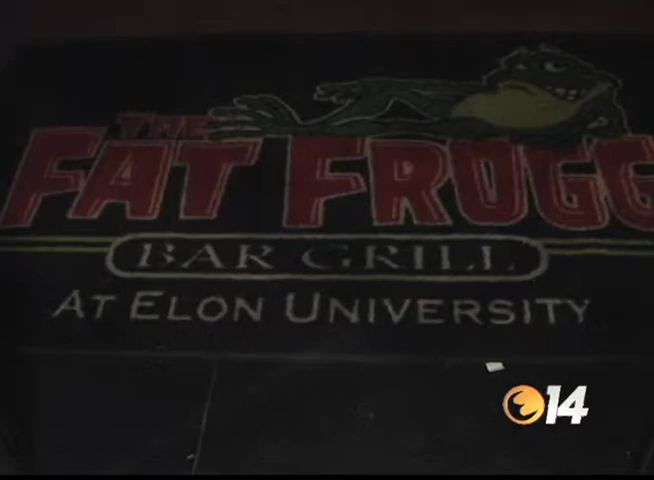 THE
FAT FROGG
BAR GRILL
AT ELON UNIVERSITY
14